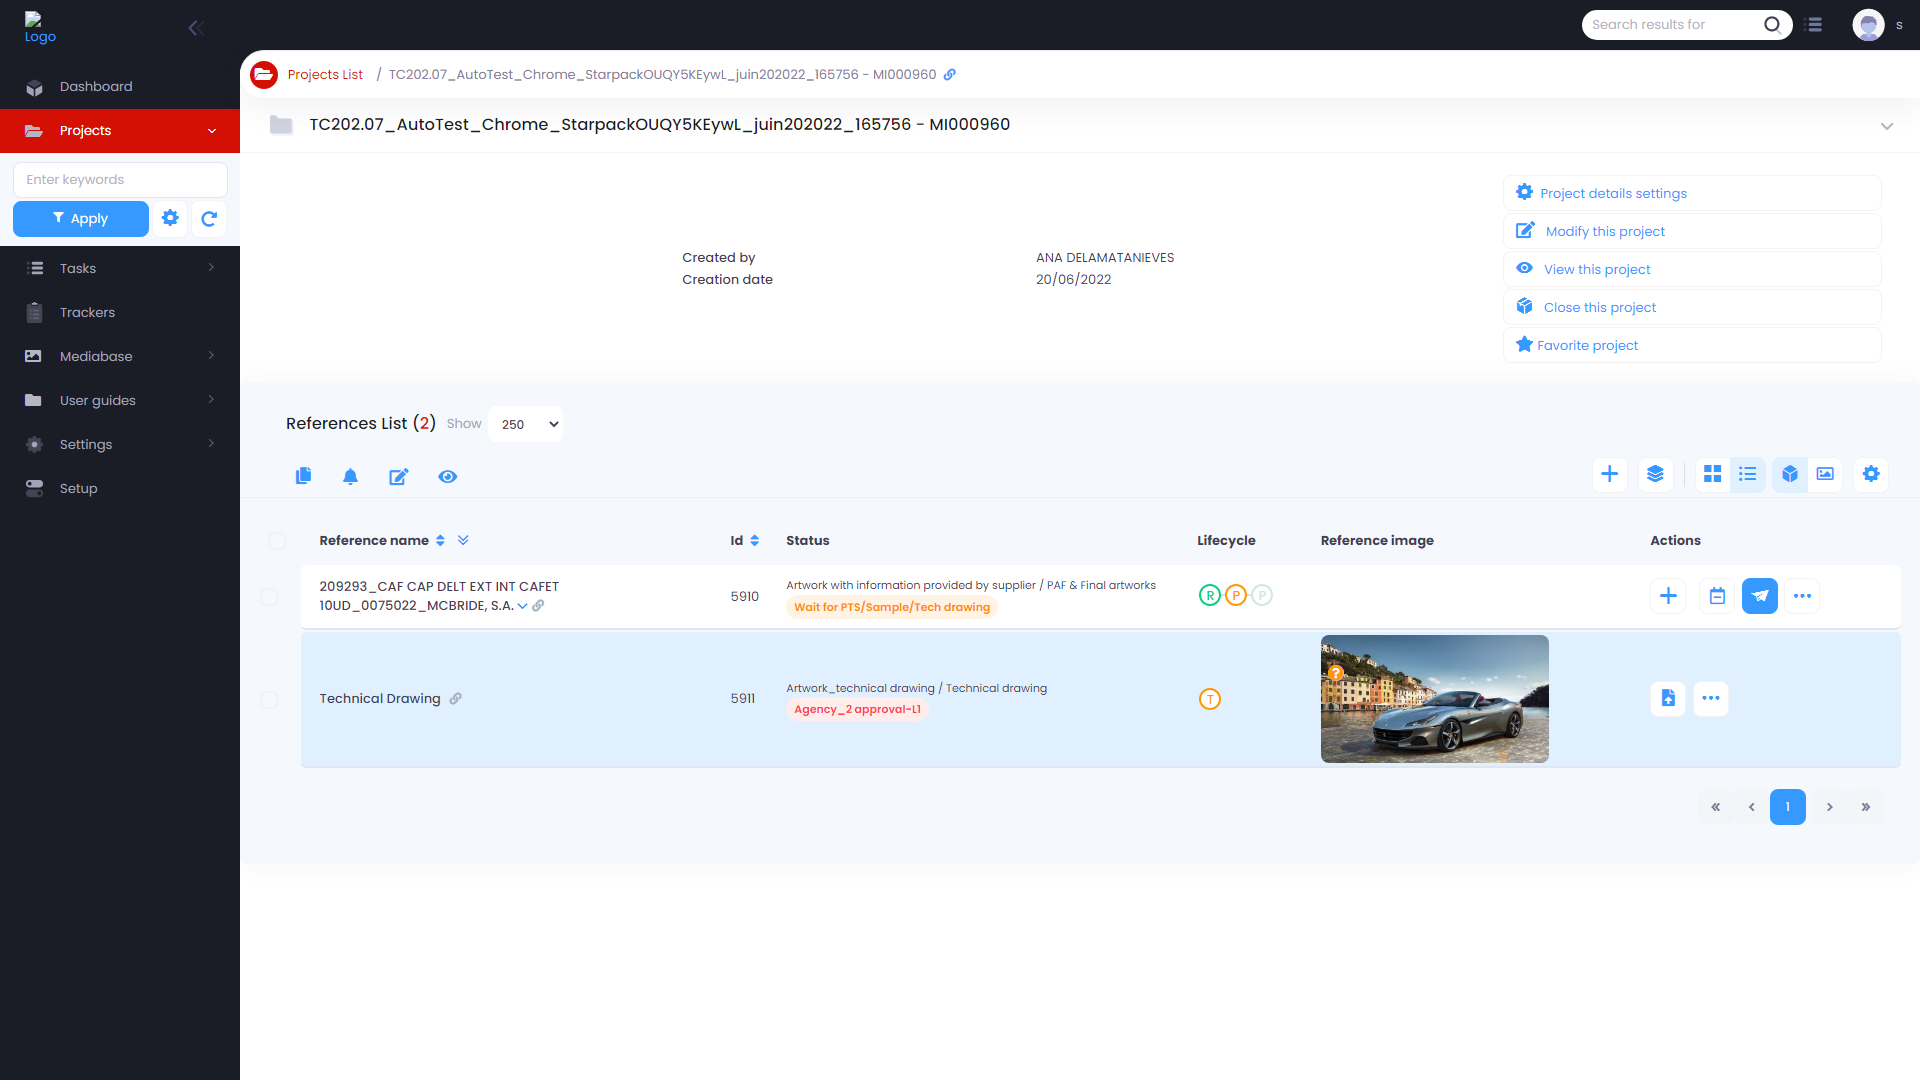 Logo
Search results for
s
Dashboard
Projects
Enter keywords
Apply
Tasks
Trackers
Mediabase
User guides
Settings
Setup
Projects List / TC202.07_AutoTest_Chrome_StarpackOUQY5KEywL_juin202022_165756 - MI000960
TC202.07_AutoTest_Chrome_StarpackOUQY5KEywL_juin202022_165756 - MI000960
Created by ANA DELAMATANIEVES
Creation date 20/06/2022
Project details settings
Modify this project
View this project
Close this project
Favorite project
References List (2) Show 250
Reference name Id Status Lifecycle Reference image Actions
209293_CAF CAP DELT EXT INT CAFET
10UD_0075022_MCBRIDE, S.A.
5910
Artwork with information provided by supplier / PAF & Final artworks
Wait for PTS/Sample/Tech drawing
R P P
Technical Drawing
5911
Artwork_technical drawing / Technical drawing
Agency_2 approval-L1
T
?
« ‹ 1 › »